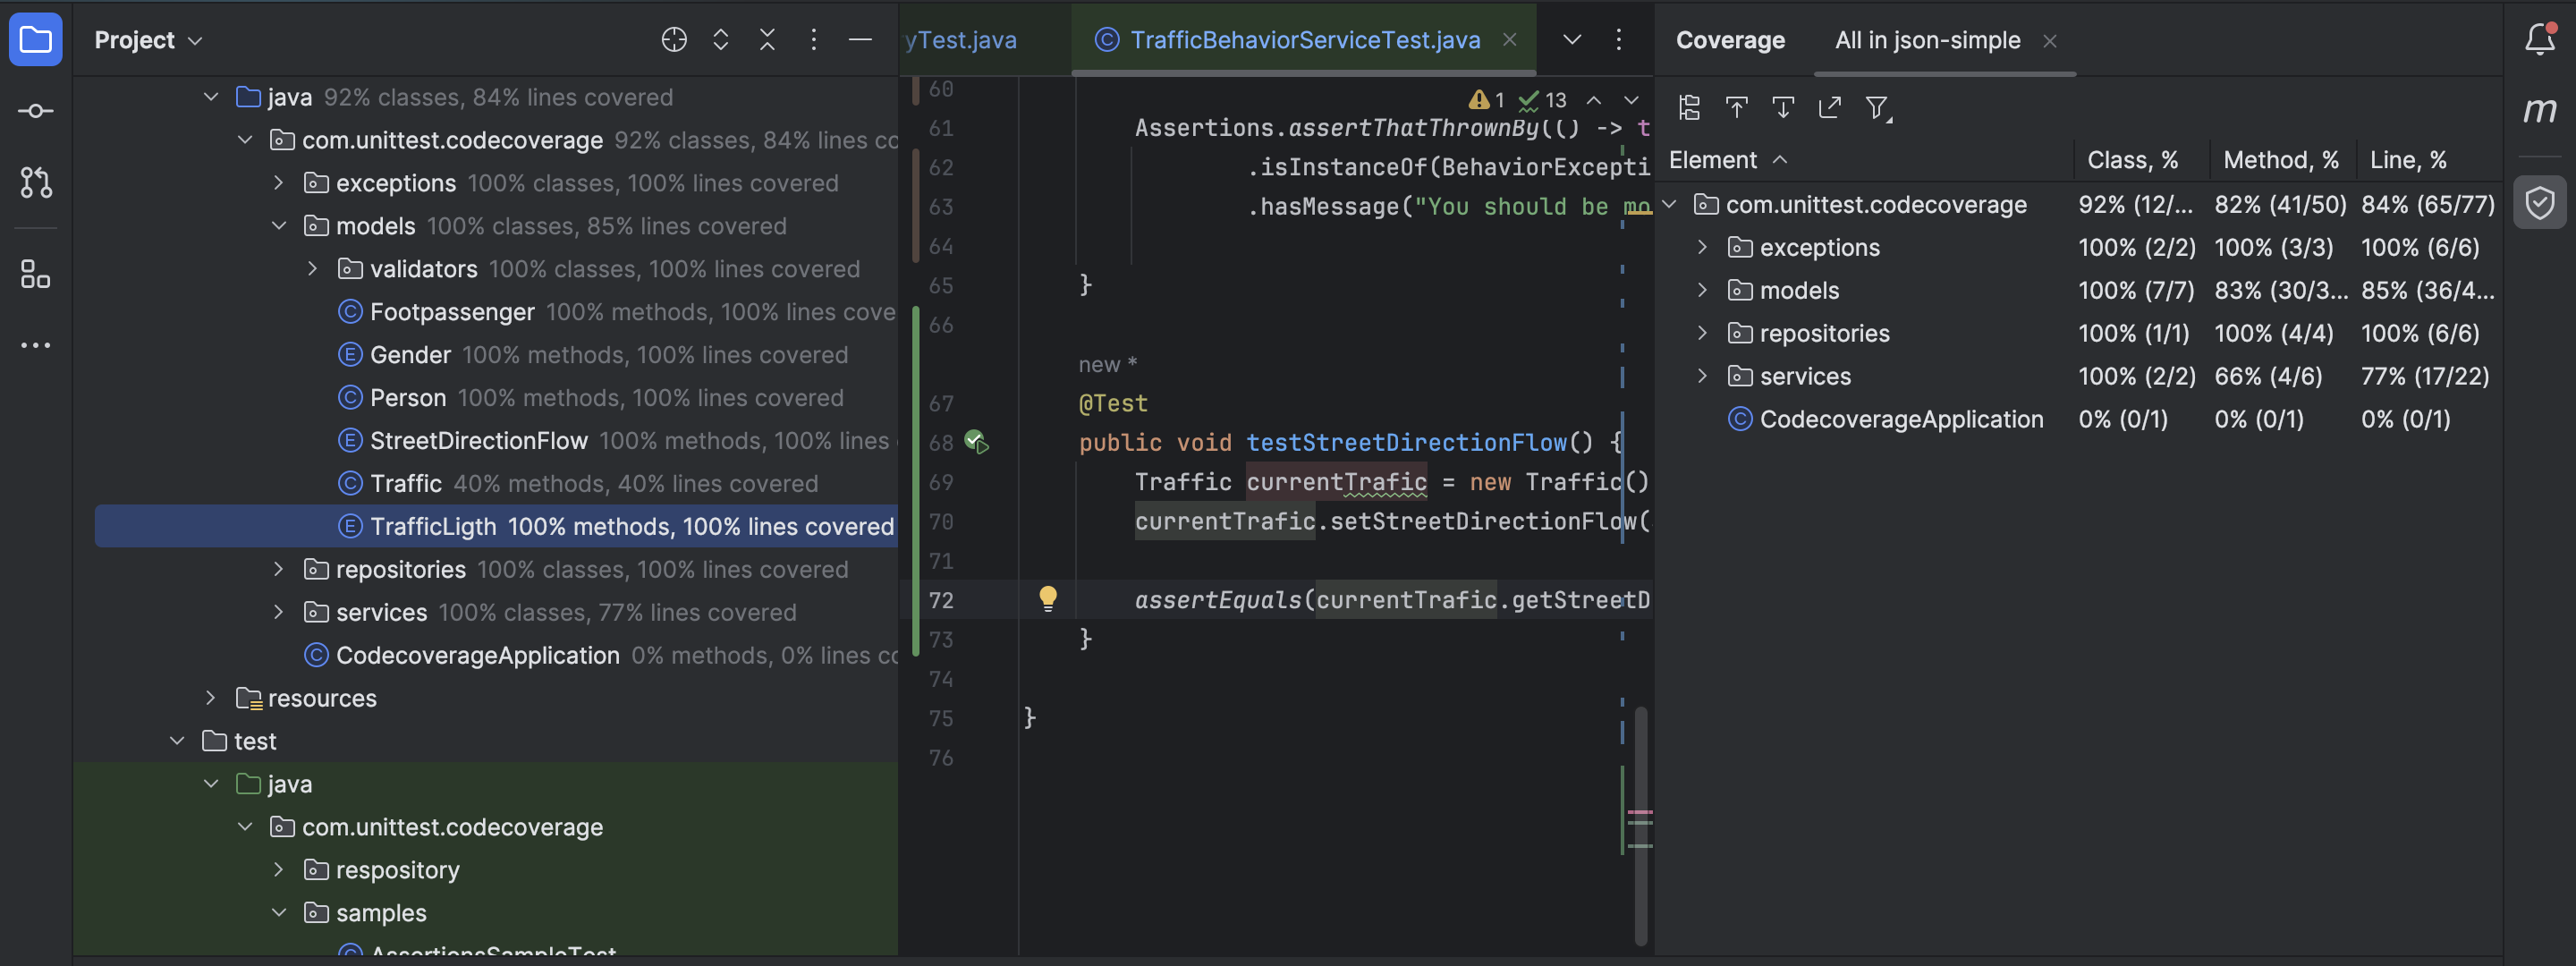 Project
java 92% classes, 84% lines covered
com.unittest.codecoverage 92% classes, 84% lines co
exceptions 100% classes, 100% lines covered
models 100% classes, 85% lines covered
validators 100% classes, 100% lines covered
Footpassenger 100% methods, 100% lines cove
Gender 100% methods, 100% lines covered
Person 100% methods, 100% lines covered
StreetDirectionFlow 100% methods, 100% lines
Traffic 40% methods, 40% lines covered
TrafficLigth 100% methods, 100% lines covered
repositories 100% classes, 100% lines covered
services 100% classes, 77% lines covered
CodecoverageApplication 0% methods, 0% lines co
resources
test
java
com.unittest.codecoverage
respository
samples
AssertionsSampleTest
yTest.java TrafficBehaviorServiceTest.java
1 13
60
61 Assertions.assertThatThrownBy(() -> t
62 .isInstanceOf(BehaviorExcepti
63 .hasMessage("You should be mo
64
65 }
66
new *
67 @Test
68 public void testStreetDirectionFlow() {
69 Traffic currentTrafic = new Traffic()
70 currentTrafic.setStreetDirectionFlow(
71
72 assertEquals(currentTrafic.getStreetD
73 }
74
75 }
76
Coverage All in json-simple
Element Class, % Method, % Line, %
com.unittest.codecoverage 92% (12/... 82% (41/50) 84% (65/77)
exceptions 100% (2/2) 100% (3/3) 100% (6/6)
models 100% (7/7) 83% (30/3... 85% (36/4...
repositories 100% (1/1) 100% (4/4) 100% (6/6)
services 100% (2/2) 66% (4/6) 77% (17/22)
CodecoverageApplication 0% (0/1) 0% (0/1) 0% (0/1)
m